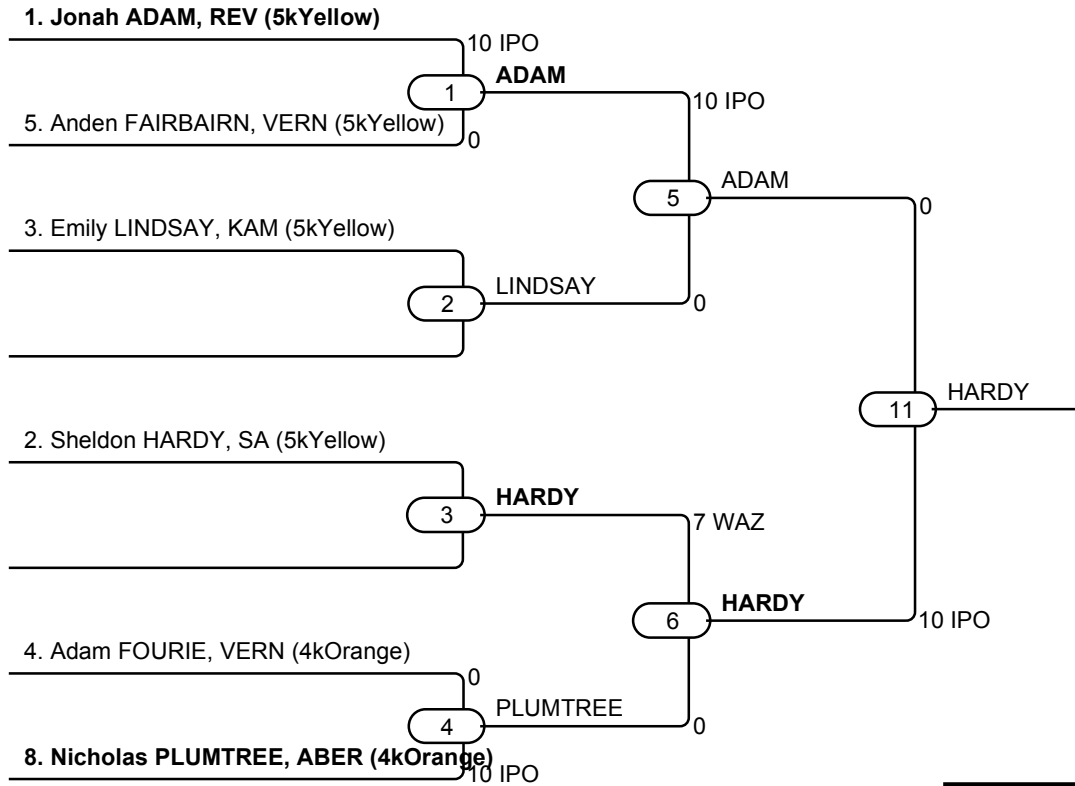 1. Jonah ADAM, REV (5kYellow)
10 IPO
ADAM
1
5. Anden FAIRBAIRN, VERN (5kYellow)
0
10 IPO
ADAM
5
0
3. Emily LINDSAY, KAM (5kYellow)
LINDSAY
2
0
HARDY
11
2. Sheldon HARDY, SA (5kYellow)
HARDY
3
7 WAZ
HARDY
6
10 IPO
4. Adam FOURIE, VERN (4kOrange)
0
PLUMTREE
4
0
8. Nicholas PLUMTREE, ABER (4kOrange)
10 IPO